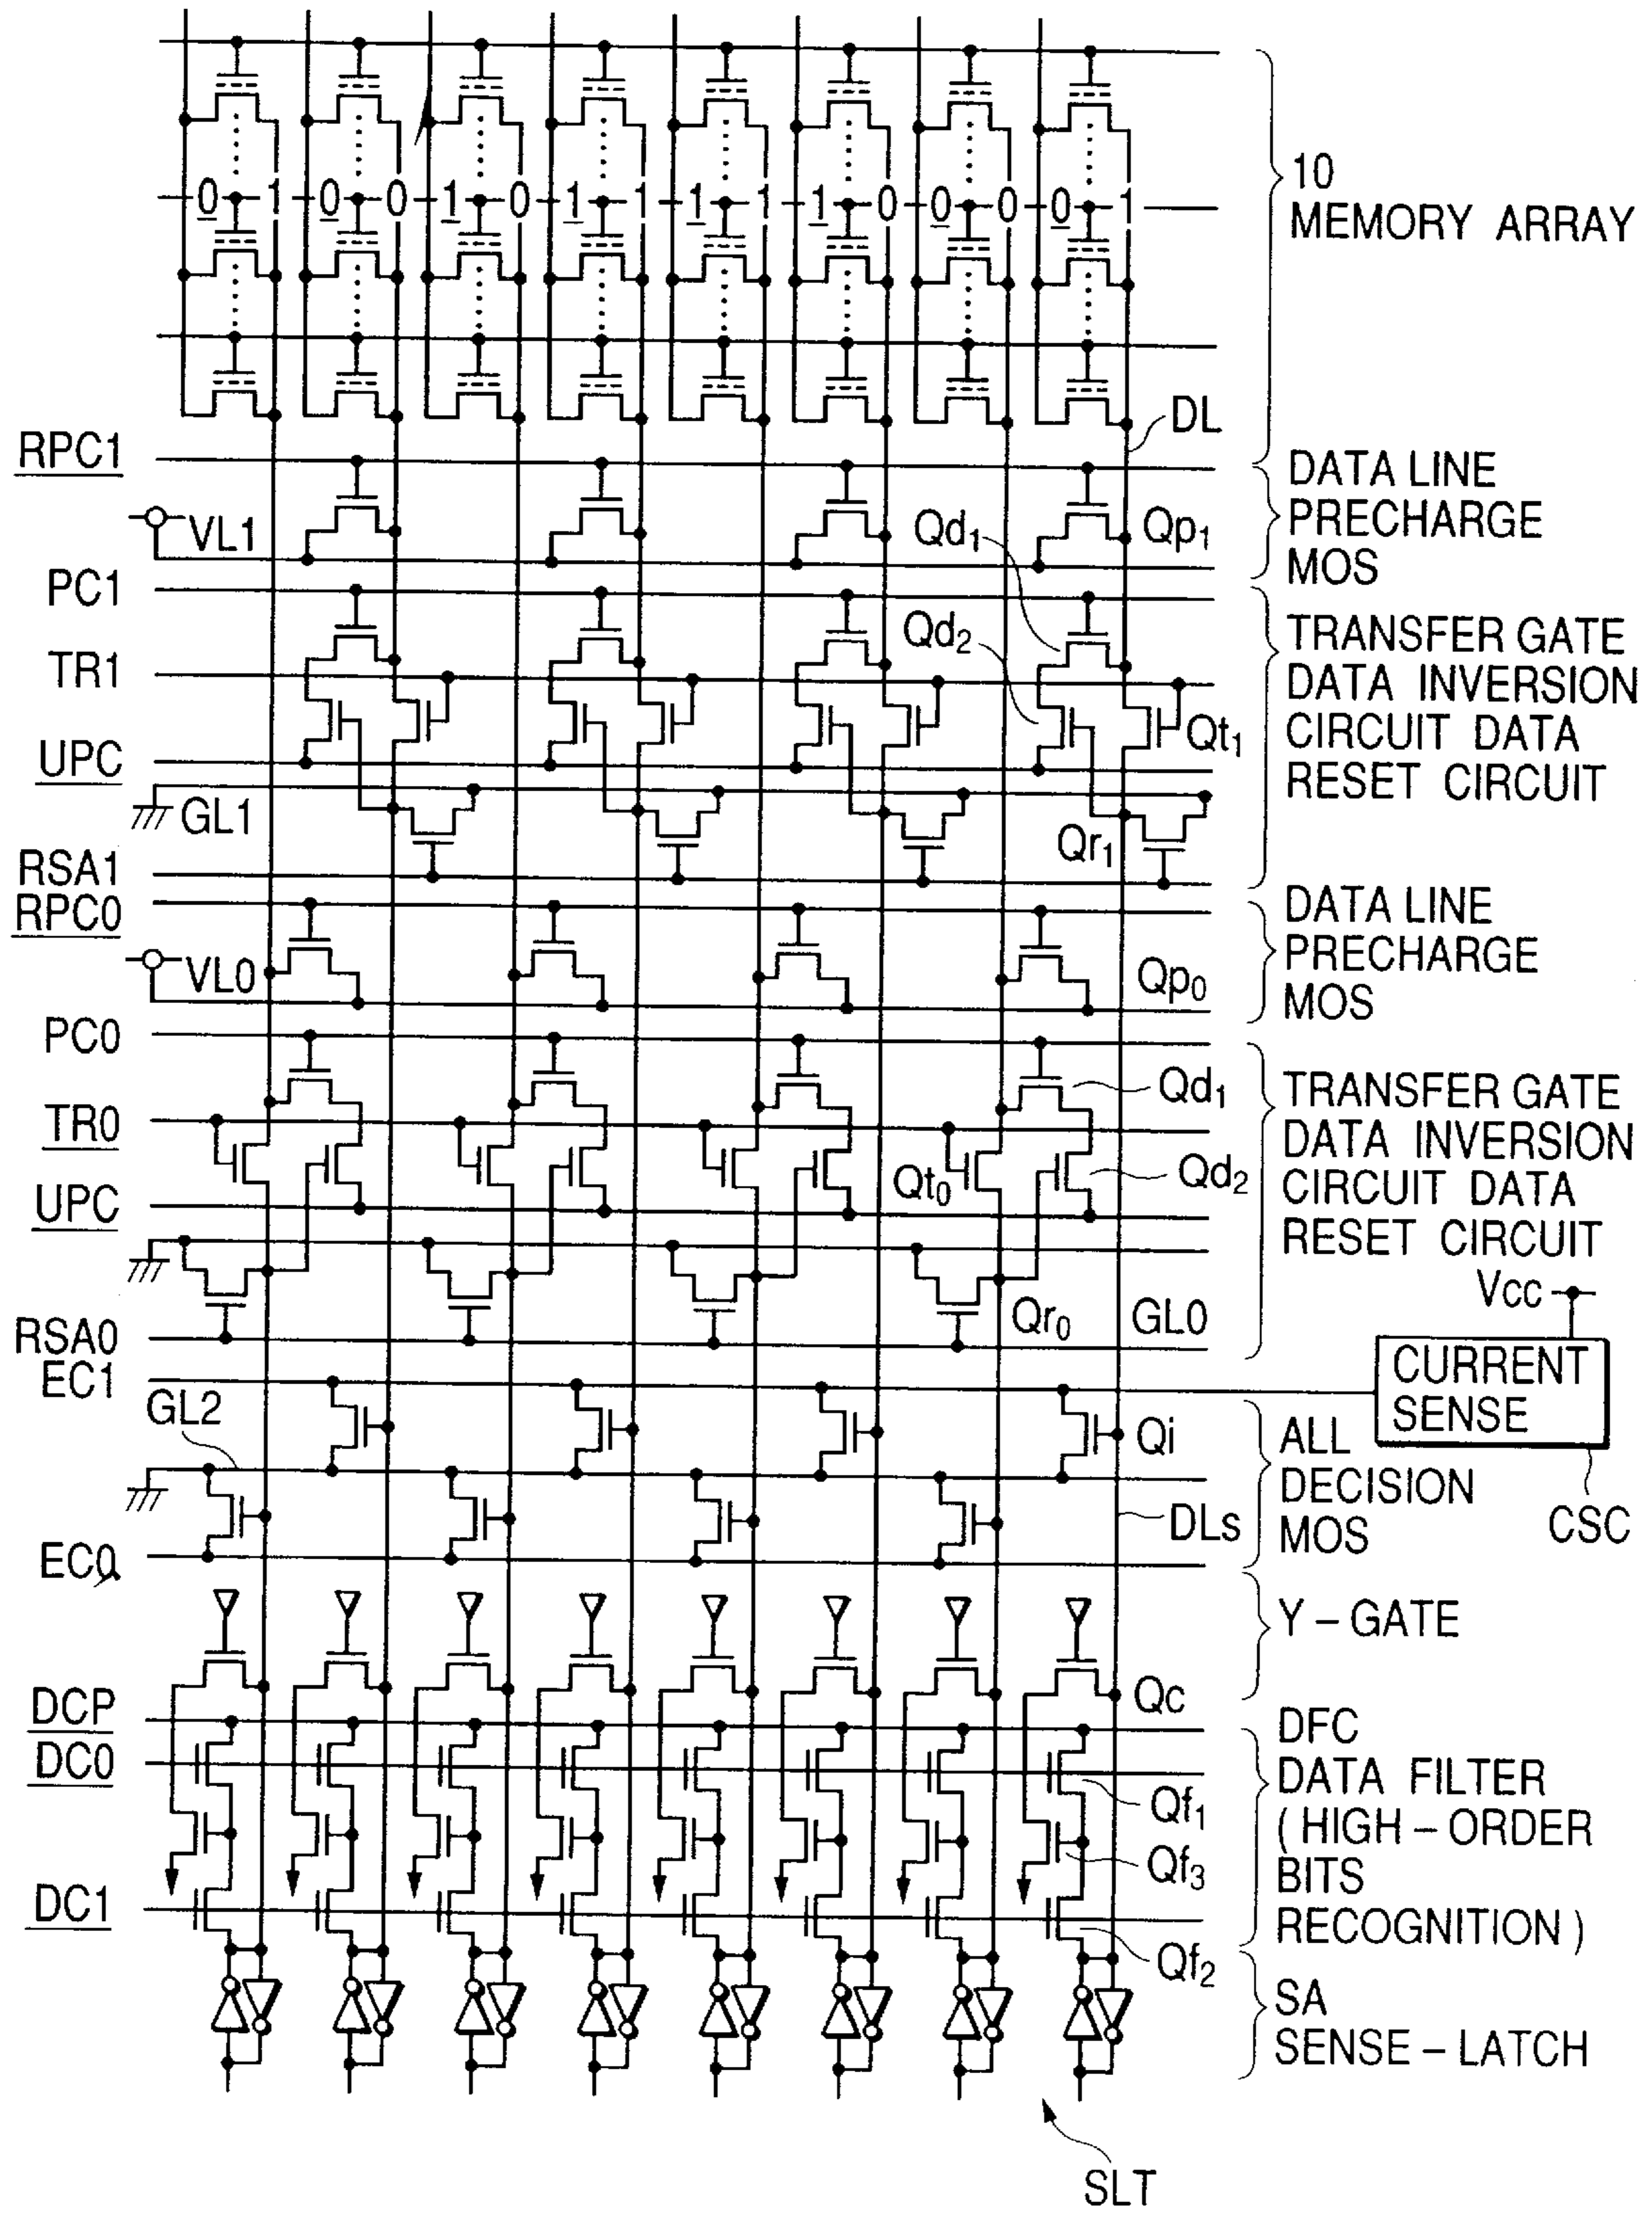 0 1 0 0 1 0 1 1 1 1 1 0 0 0 0 1
10
MEMORY ARRAY
DL
RPC1
VL1
Qp1
DATA LINE
PRECHARGE
MOS
PC1
TR1
UPC
GL1
RSA1
Qd1
Qd2
Qt1
Qr1
TRANSFER GATE
DATA INVERSION
CIRCUIT DATA
RESET CIRCUIT
RPC0
VL0
Qp0
DATA LINE
PRECHARGE
MOS
PC0
TR0
UPC
RSA0
Qd1
Qt0
Qd2
Qr0
GL0
TRANSFER GATE
DATA INVERSION
CIRCUIT DATA
RESET CIRCUIT
Vcc
CURRENT
SENSE
CSC
EC1
GL2
Qi
DLs
EC0
ALL
DECISION
MOS
Y-GATE
Qc
DCP
DC0
DC1
Qf1
Qf3
Qf2
DFC
DATA FILTER
(HIGH-ORDER
BITS
RECOGNITION)
SA
SENSE-LATCH
SLT